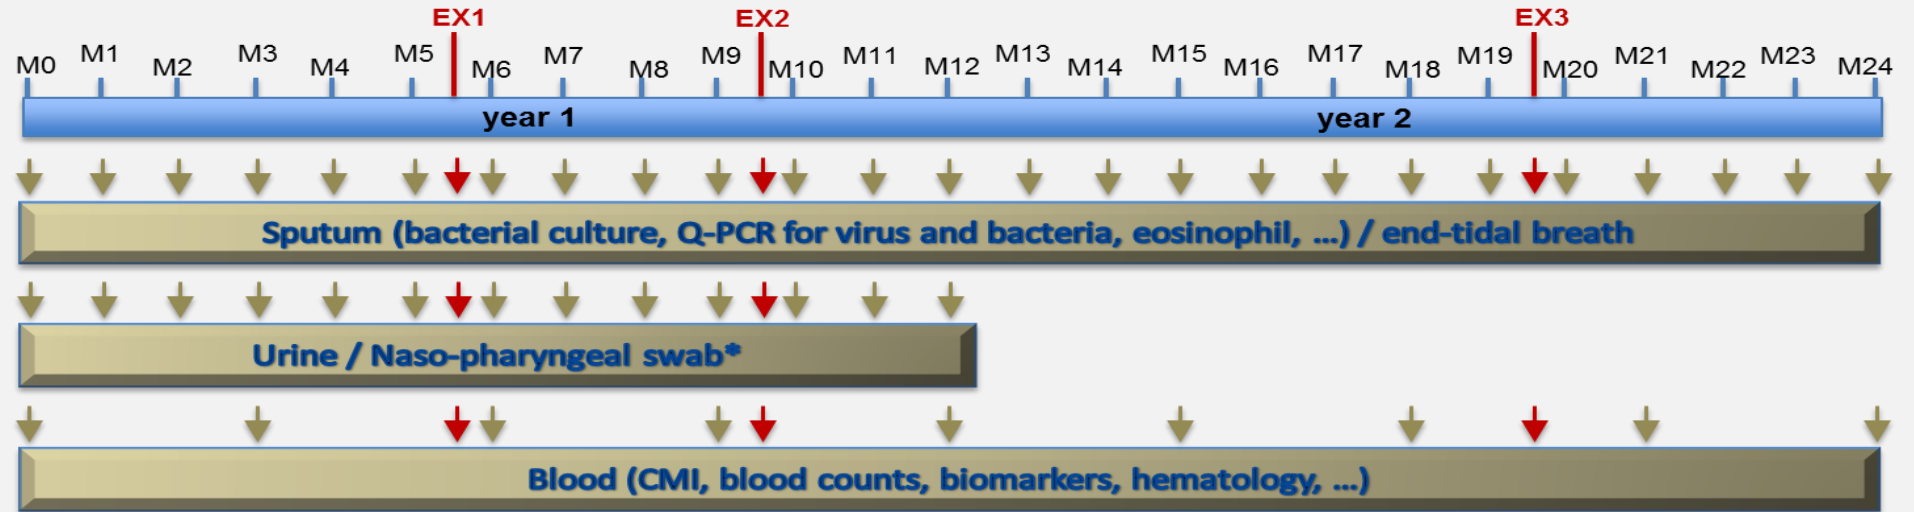 EX1 EX2 EX3
M0 M1 M2 M3 M4 M5 M6 M7 M8 M9 M10 M11 M12 M13 M14 M15 M16 M17 M18 M19 M20 M21 M22 M23 M24
year 1 year 2
Sputum (bacterial culture, Q-PCR for virus and bacteria, eosinophil, ...) / end-tidal breath
Urine / Naso-pharyngeal swab*
Blood (CMI, blood counts, biomarkers, hematology, ...)